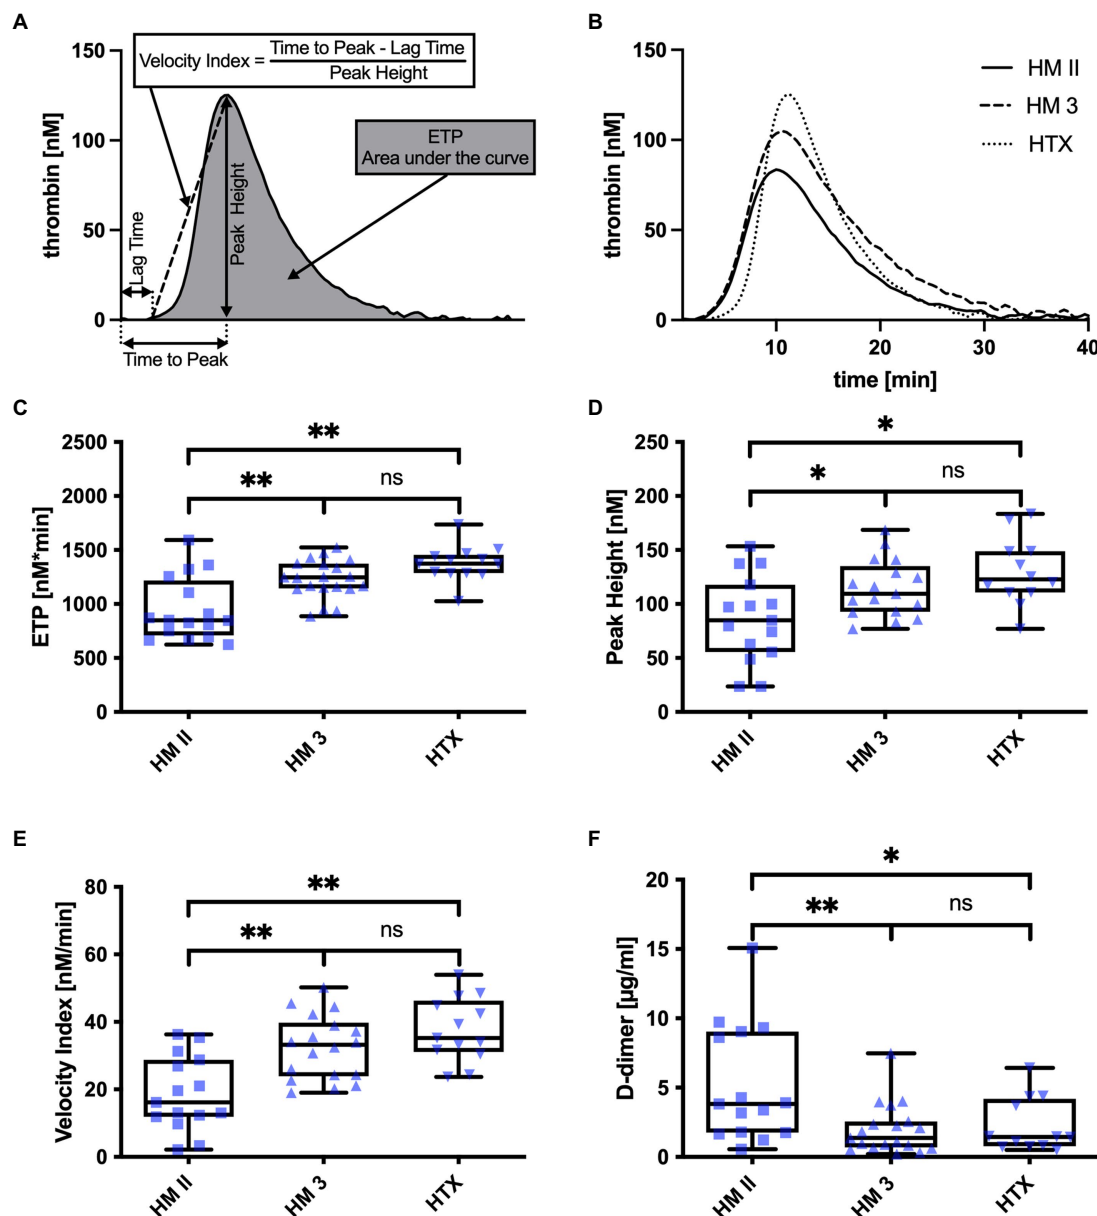 A
150
100
50
0
thrombin [nM]
Velocity Index = Time to Peak - Lag Time
Peak Height
ETP
Area under the curve
Lag Time
Peak Height
Time to Peak
B
150
100
50
0
thrombin [nM]
HM II
HM 3
HTX
10
20
30
40
time [min]
C
2500
2000
1500
1000
500
0
ETP [nM*min]
**
**
ns
HM II
HM 3
HTX
D
250
200
150
100
50
0
Peak Height [nM]
*
*
ns
HM II
HM 3
HTX
E
80
60
40
20
0
Velocity Index [nM/min]
**
**
ns
HM II
HM 3
HTX
F
20
15
10
5
0
D-dimer [µg/ml]
*
**
ns
HM II
HM 3
HTX